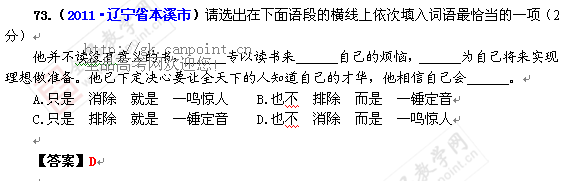 73.（2011·辽宁省本溪市）请选出在下面语段的横线上依次填入词语最恰当的一项（2
分）
他并不读没有意义的书，______专以读书来______自己的烦恼，______为自己将来实现
理想做准备。他已下定决心要让全天下的人知道自己的才华，他相信自己会______。
A.只是 消除 就是 一鸣惊人 B.也不 排除 而是 一锤定音
C.只是 排除 就是 一锤定音 D.也不 消除 而是 一鸣惊人
【答案】D